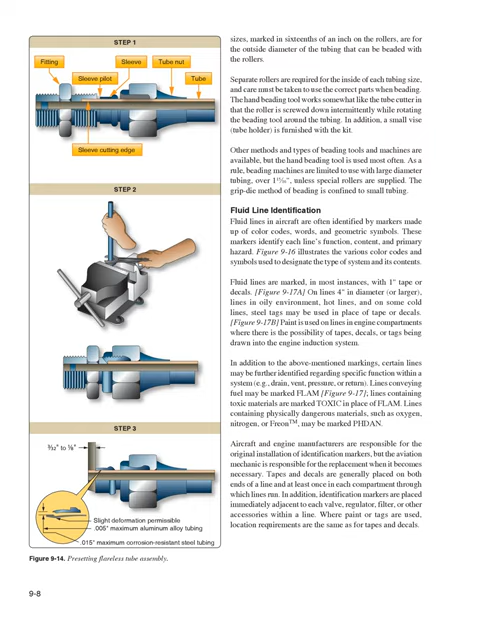 STEP 1
Fitting
Sleeve
Tube nut
Sleeve pilot
Tube
Sleeve cutting edge
STEP 2
STEP 3
3/32" to 1/8"
Slight deformation permissible
.005" maximum aluminum alloy tubing
.015" maximum corrosion-resistant steel tubing
Figure 9-14. Presetting flareless tube assembly.
sizes, marked in sixteenths of an inch on the rollers, are for
the outside diameter of the tubing that can be beaded with
the rollers.
Separate rollers are required for the inside of each tubing size,
and care must be taken to use the correct parts when beading.
The hand beading tool works somewhat like the tube cutter in
that the roller is screwed down intermittently while rotating
the beading tool around the tubing. In addition, a small vise
(tube holder) is furnished with the kit.
Other methods and types of beading tools and machines are
available, but the hand beading tool is used most often. As a
rule, beading machines are limited to use with large diameter
tubing, over 1 15/16", unless special rollers are supplied. The
grip-die method of beading is confined to small tubing.
Fluid Line Identification
Fluid lines in aircraft are often identified by markers made
up of color codes, words, and geometric symbols. These
markers identify each line's function, content, and primary
hazard. Figure 9-16 illustrates the various color codes and
symbols used to designate the type of system and its contents.
Fluid lines are marked, in most instances, with 1" tape or
decals. [Figure 9-17A] On lines 4" in diameter (or larger),
lines in oily environment, hot lines, and on some cold
lines, steel tags may be used in place of tape or decals.
[Figure 9-17B] Paint is used on lines in engine compartments
where there is the possibility of tapes, decals, or tags being
drawn into the engine induction system.
In addition to the above-mentioned markings, certain lines
may be further identified regarding specific function within a
system (e.g., drain, vent, pressure, or return). Lines conveying
fuel may be marked FLAM [Figure 9-17]; lines containing
toxic materials are marked TOXIC in place of FLAM. Lines
containing physically dangerous materials, such as oxygen,
nitrogen, or Freon™, may be marked PHDAN.
Aircraft and engine manufacturers are responsible for the
original installation of identification markers, but the aviation
mechanic is responsible for the replacement when it becomes
necessary. Tapes and decals are generally placed on both
ends of a line and at least once in each compartment through
which lines run. In addition, identification markers are placed
immediately adjacent to each valve, regulator, filter, or other
accessories within a line. Where paint or tags are used,
location requirements are the same as for tapes and decals.
9-8